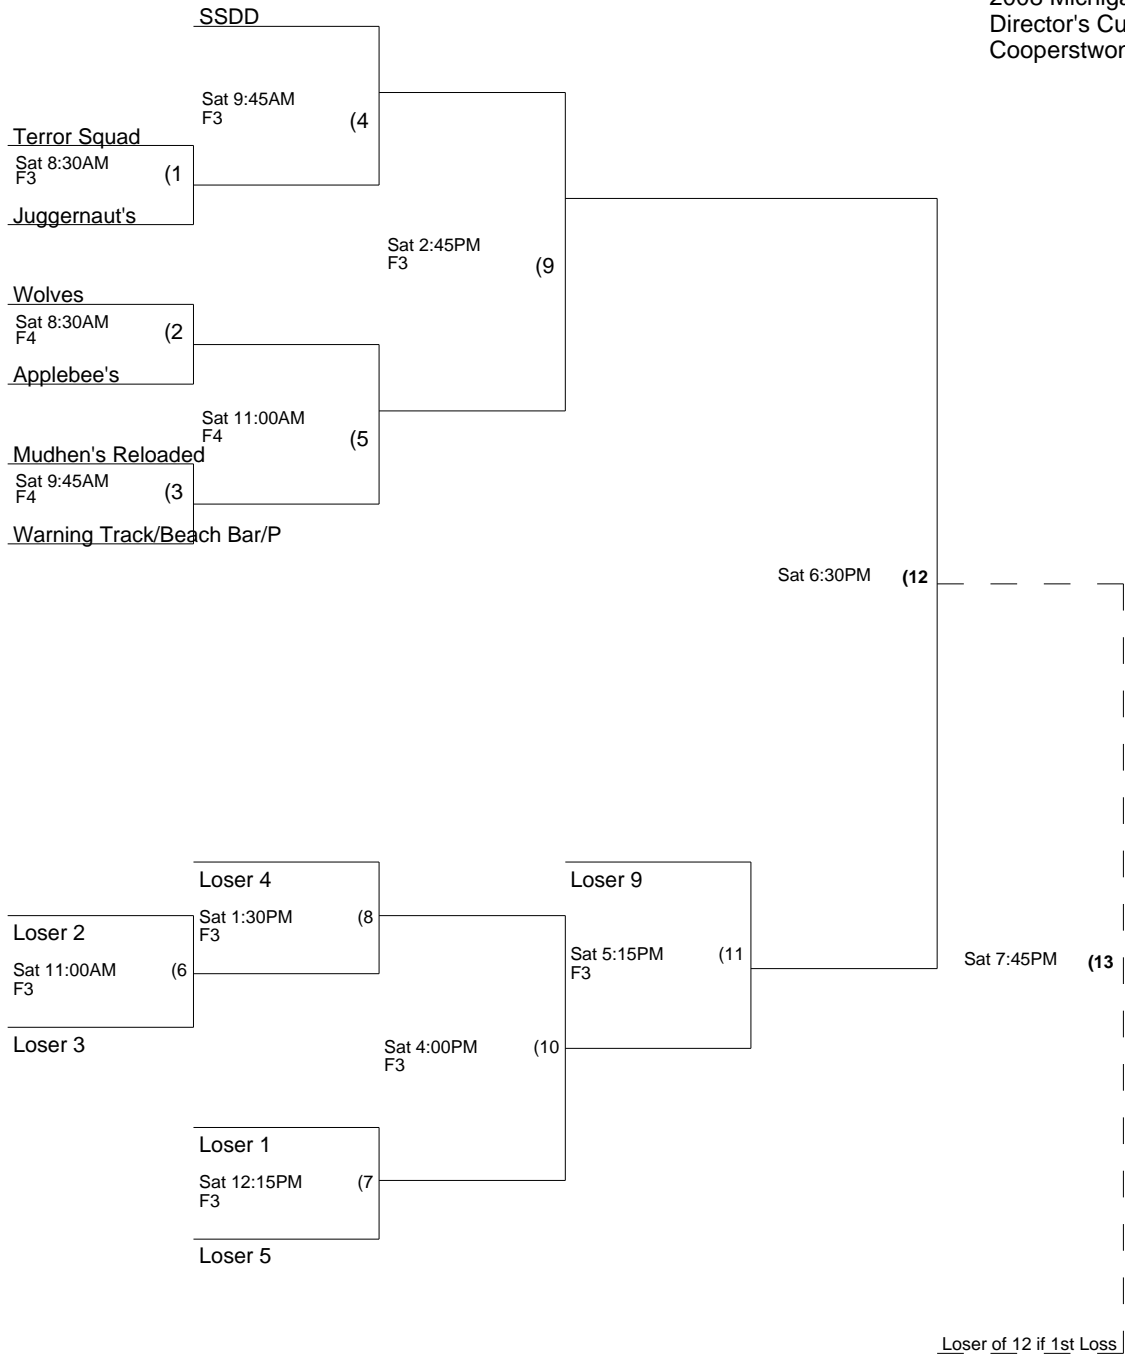 2008 Michiga
Director's Cu
Cooperstwor
SSDD
Sat 9:45AM
F3
(4
Terror Squad
Sat 8:30AM
F3
(1
Juggernaut's
Sat 2:45PM
F3
(9
Wolves
Sat 8:30AM
F4
(2
Applebee's
Sat 11:00AM
F4
(5
Mudhen's Reloaded
Sat 9:45AM
F4
(3
Warning Track/Beach Bar/P
Sat 6:30PM (12
Loser 4
Sat 1:30PM (8
F3
Loser 9
Loser 2
Sat 11:00AM (6
F3
Loser 3
Sat 5:15PM (11
F3
Sat 7:45PM (13
Sat 4:00PM (10
F3
Loser 1
Sat 12:15PM (7
F3
Loser 5
Loser of 12 if 1st Loss